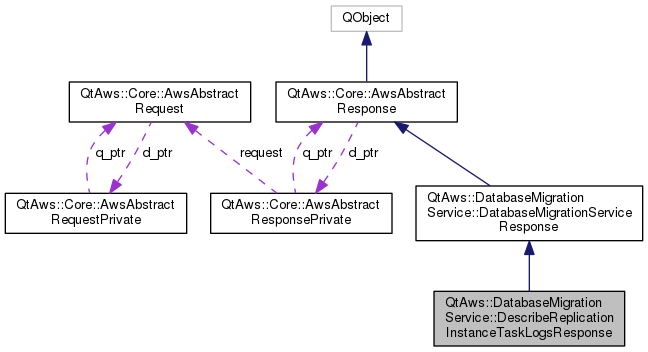 QObject
QtAws::Core::AwsAbstract
Request
QtAws::Core::AwsAbstract
Response
q_ptr
d_ptr
request
q_ptr
d_ptr
QtAws::Core::AwsAbstract
RequestPrivate
QtAws::Core::AwsAbstract
ResponsePrivate
QtAws::DatabaseMigration
Service::DatabaseMigrationService
Response
QtAws::DatabaseMigration
Service::DescribeReplication
InstanceTaskLogsResponse